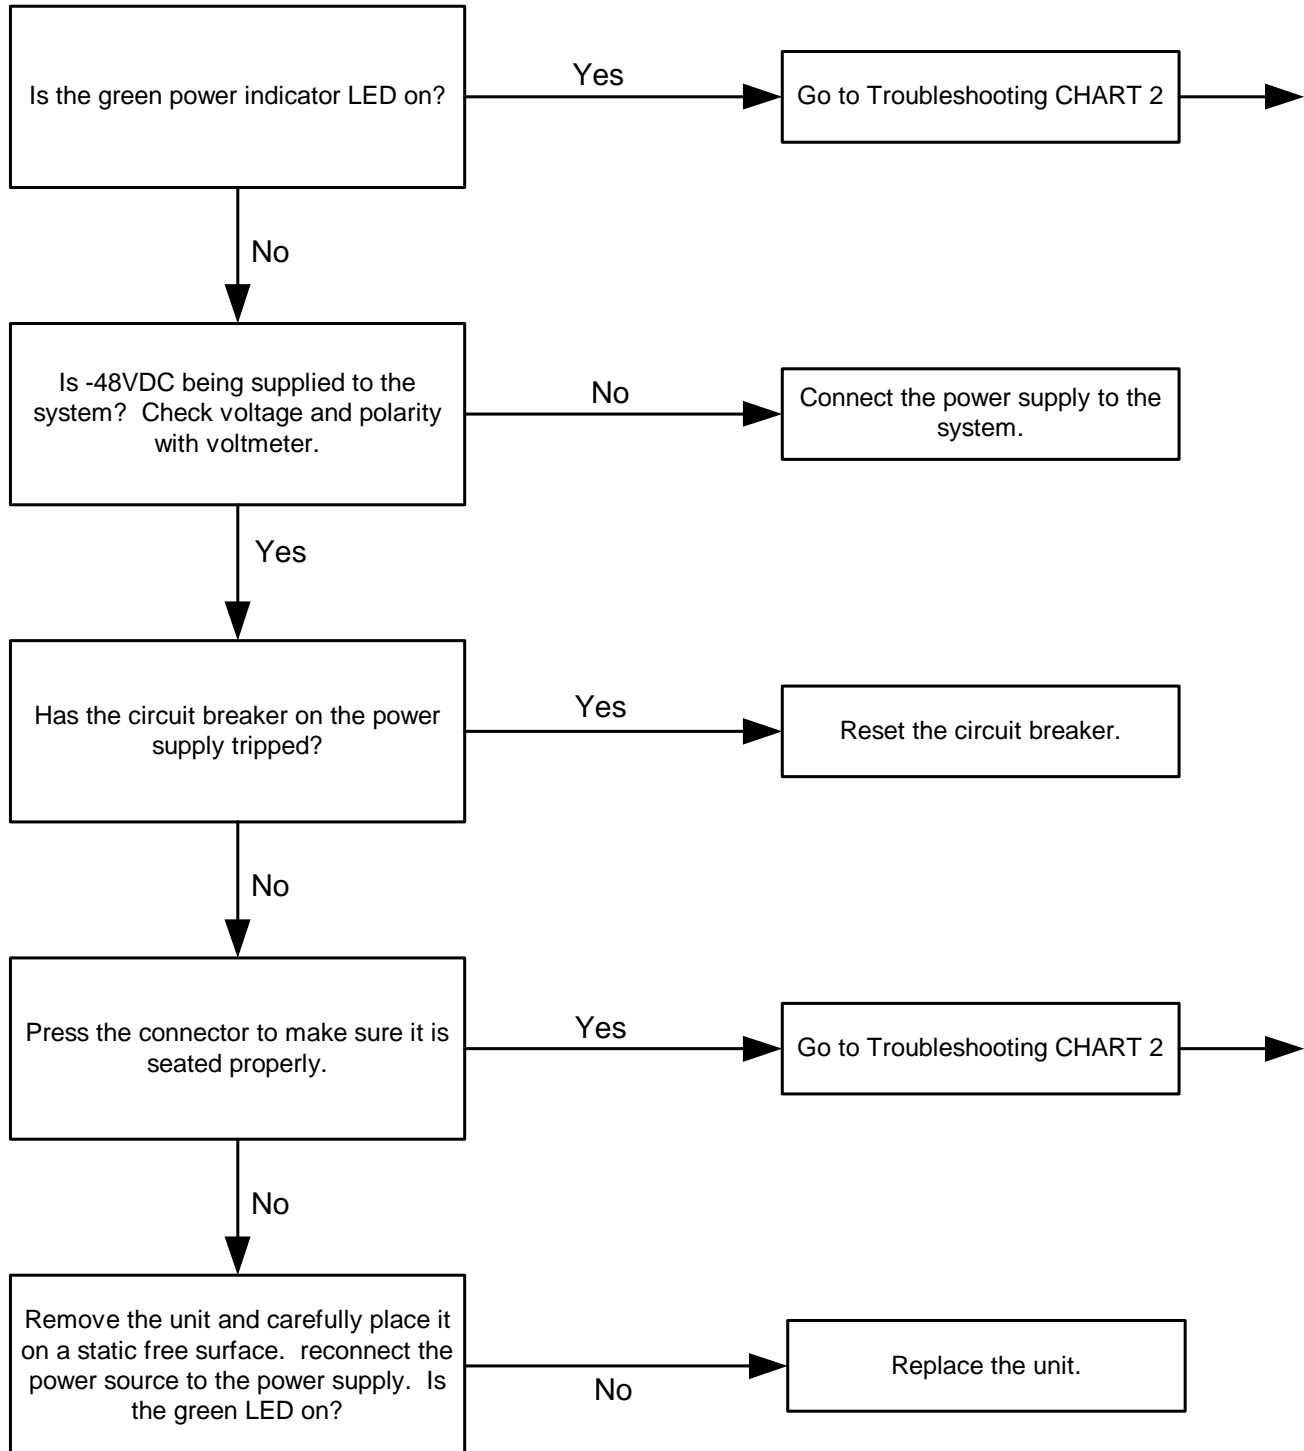 Is the green power indicator LED on?
Yes
Go to Troubleshooting CHART 2
No
Is -48VDC being supplied to the
system?  Check voltage and polarity
with voltmeter.
No
Connect the power supply to the
system.
Yes
Has the circuit breaker on the power
supply tripped?
Yes
Reset the circuit breaker.
No
Press the connector to make sure it is
seated properly.
Yes
Go to Troubleshooting CHART 2
No
Remove the unit and carefully place it
on a static free surface.  reconnect the
power source to the power supply.  Is
the green LED on?
No
Replace the unit.